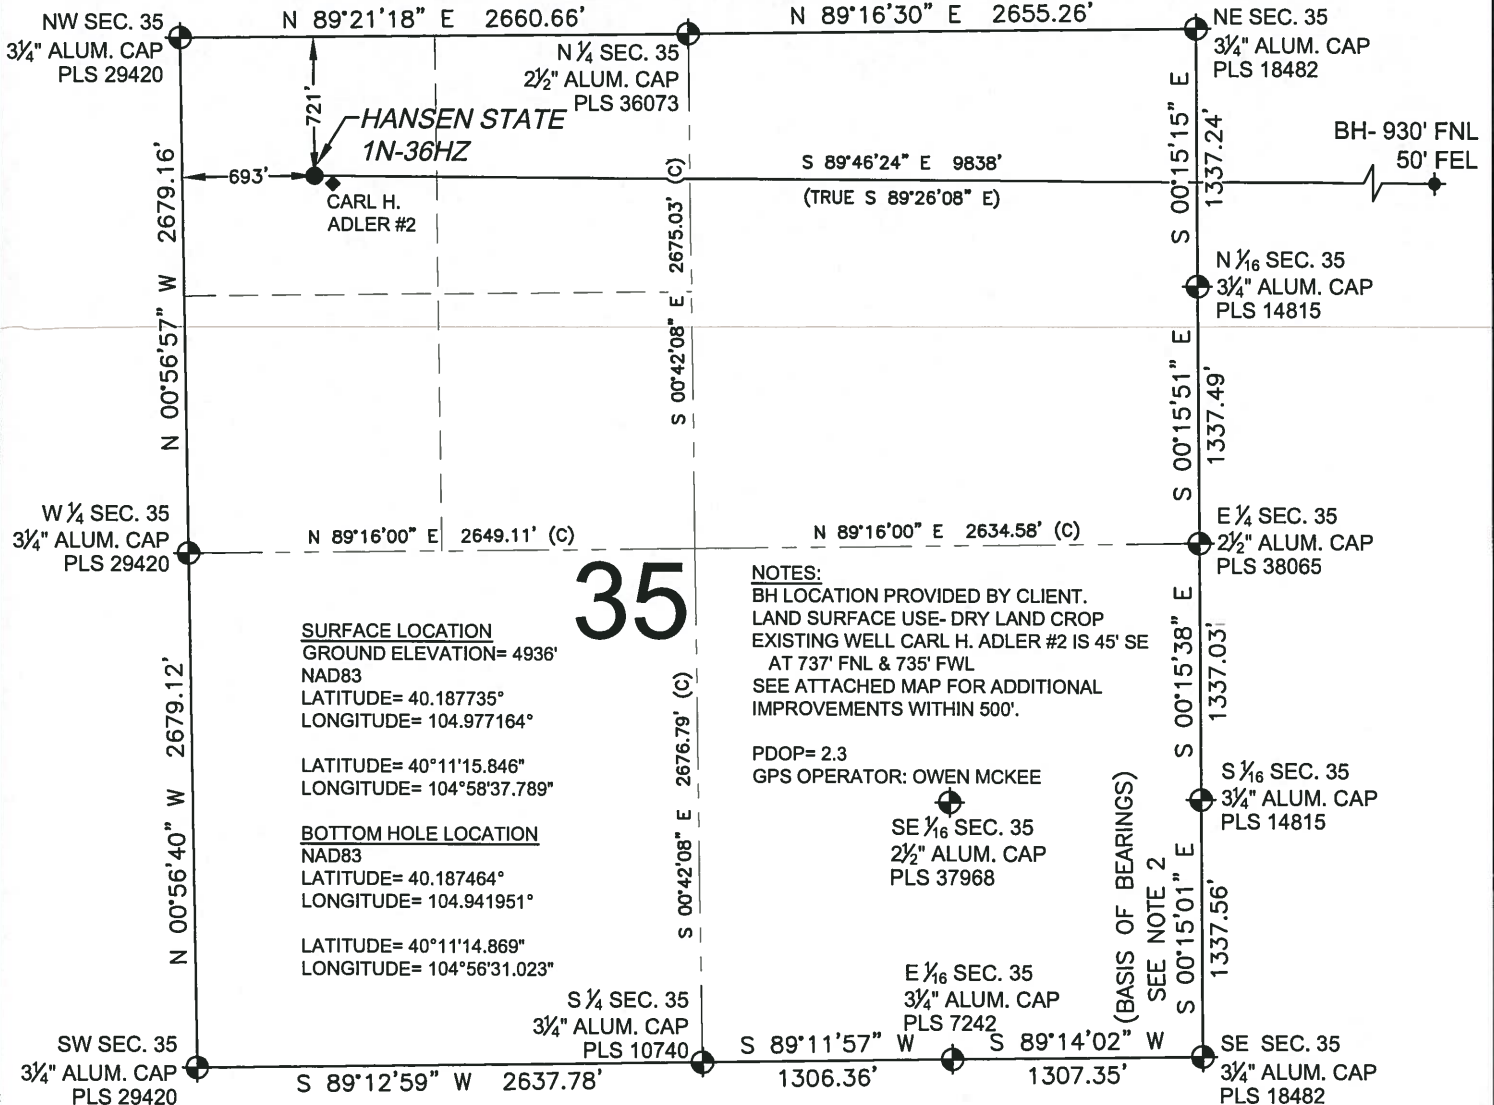 NW SEC. 35
3¼" ALUM. CAP
PLS 29420
N 89°21'18" E 2660.66'
N 89°16'30" E 2655.26'
NE SEC. 35
3¼" ALUM. CAP
PLS 18482
N ¼ SEC. 35
2½" ALUM. CAP
PLS 36073
721'
HANSEN STATE
1N-36HZ
693'
CARL H.
ADLER #2
S 89°46'24" E 9838'
(TRUE S 89°26'08" E)
BH- 930' FNL
50' FEL
N 00°56'57" W 2679.16'
S 00°42'08" E 2675.03' (C)
S 00°15'15" E
1337.24'
N 1/16 SEC. 35
3¼" ALUM. CAP
PLS 14815
S 00°15'51" E
1337.49'
W ¼ SEC. 35
3¼" ALUM. CAP
PLS 29420
N 89°16'00" E 2649.11' (C)
N 89°16'00" E 2634.58' (C)
E ¼ SEC. 35
2½" ALUM. CAP
PLS 38065
35
SURFACE LOCATION
GROUND ELEVATION= 4936'
NAD83
LATITUDE= 40.187735°
LONGITUDE= 104.977164°
LATITUDE= 40°11'15.846"
LONGITUDE= 104°58'37.789"
BOTTOM HOLE LOCATION
NAD83
LATITUDE= 40.187464°
LONGITUDE= 104.941951°
LATITUDE= 40°11'14.869"
LONGITUDE= 104°56'31.023"
NOTES:
BH LOCATION PROVIDED BY CLIENT.
LAND SURFACE USE- DRY LAND CROP
EXISTING WELL CARL H. ADLER #2 IS 45' SE
AT 737' FNL & 735' FWL
SEE ATTACHED MAP FOR ADDITIONAL
IMPROVEMENTS WITHIN 500'.
PDOP= 2.3
GPS OPERATOR: OWEN MCKEE
SE 1/16 SEC. 35
2½" ALUM. CAP
PLS 37968
N 00°56'40" W 2679.12'
S 00°42'08" E 2676.79' (C)
S 00°15'38" E
1337.03'
S 1/16 SEC. 35
3¼" ALUM. CAP
PLS 14815
(BASIS OF BEARINGS)
SEE NOTE 2
S 00°15'01" E
1337.56'
E 1/16 SEC. 35
3¼" ALUM. CAP
PLS 7242
S ¼ SEC. 35
3¼" ALUM. CAP
PLS 10740
SW SEC. 35
3¼" ALUM. CAP
PLS 29420
S 89°12'59" W 2637.78'
S 89°11'57" W
1306.36'
S 89°14'02" W
1307.35'
SE SEC. 35
3¼" ALUM. CAP
PLS 18482